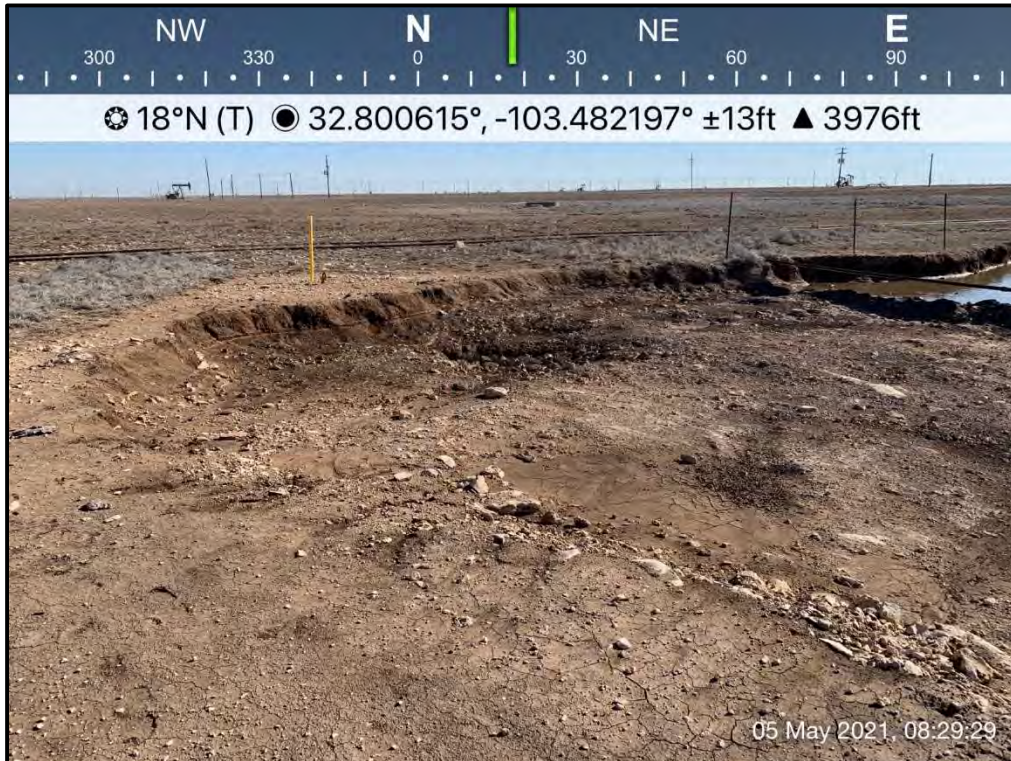 NW N NE E
300 330 0 30 60 90
18°N (T) 32.800615°, -103.482197° ±13ft ▲ 3976ft
05 May 2021, 08:29:29